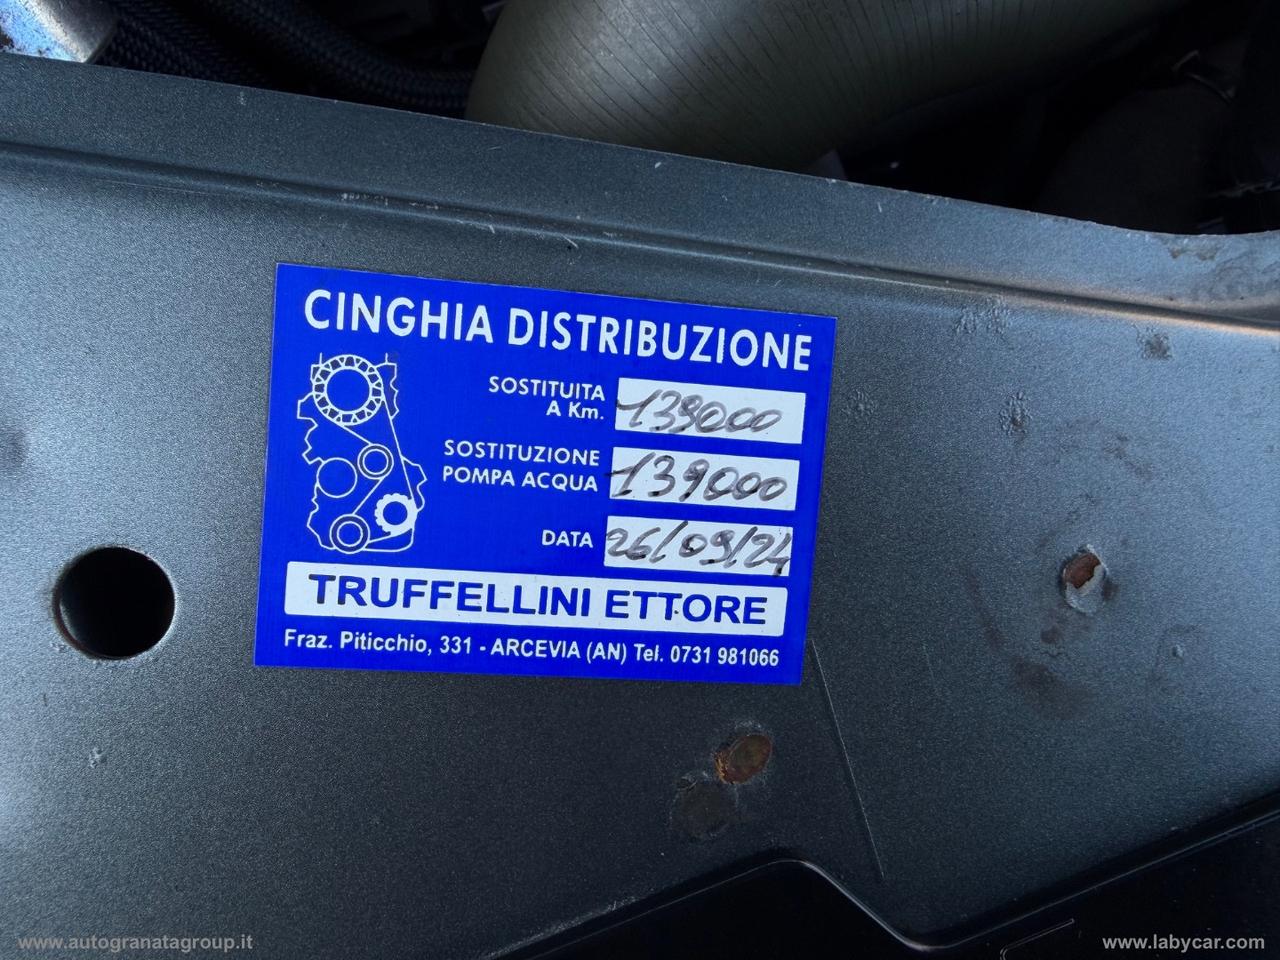 CINGHIA DISTRIBUZIONE
SOSTITUITA
A Km.
139000
SOSTITUZIONE
POMPA ACQUA
139000
DATA
26/09/24
TRUFFELLINI ETTORE
Fraz. Piticchio, 331 - ARCEVIA (AN) Tel. 0731 981066
www.autogranatagroup.it
www.labycar.com